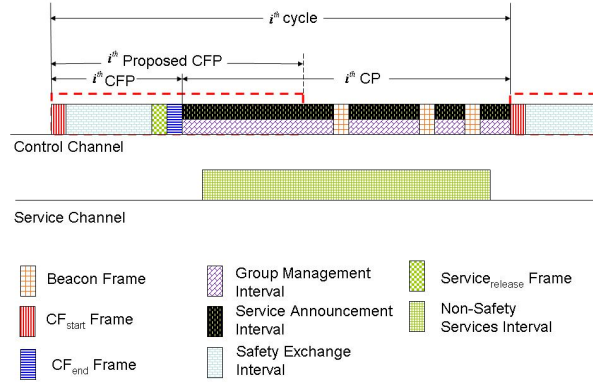 i^th cycle
i^th Proposed CFP
i^th CFP
i^th CP
Control Channel
Service Channel
Beacon Frame
Group Management
Interval
Service_release Frame
CF_start Frame
Service Announcement
Interval
Non-Safety
Services Interval
CF_end Frame
Safety Exchange
Interval